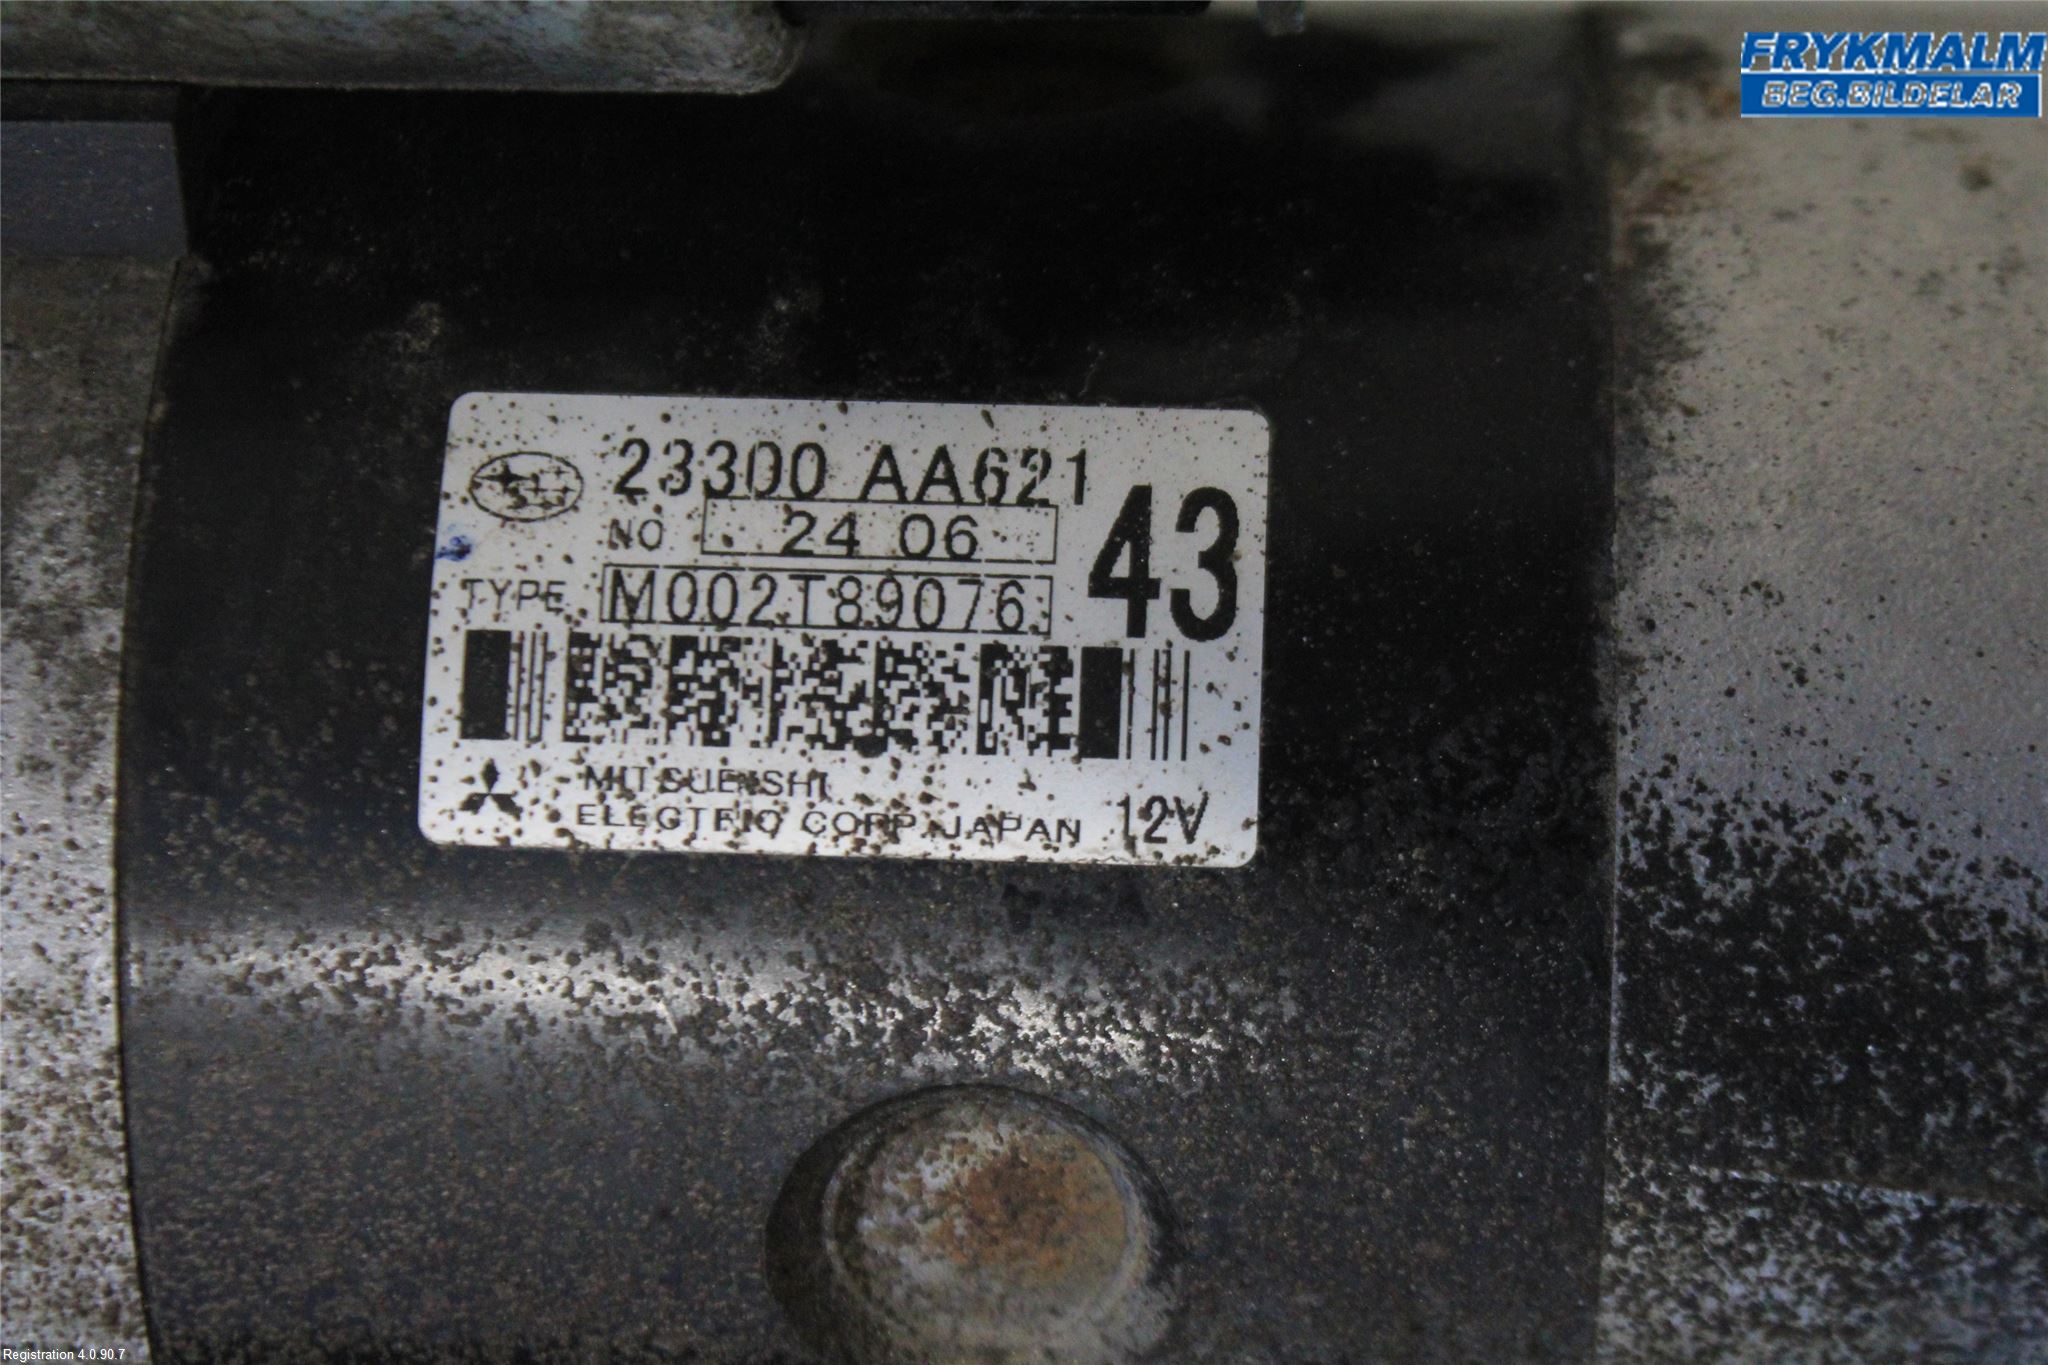 FRYKMALM
BEG.BILDELAR
23300 AA621
NO 24 06
43
TYPE M002T89076
MITSUBISHI
ELECTRIC CORP. JAPAN 12V
Registration 4.0.90.7